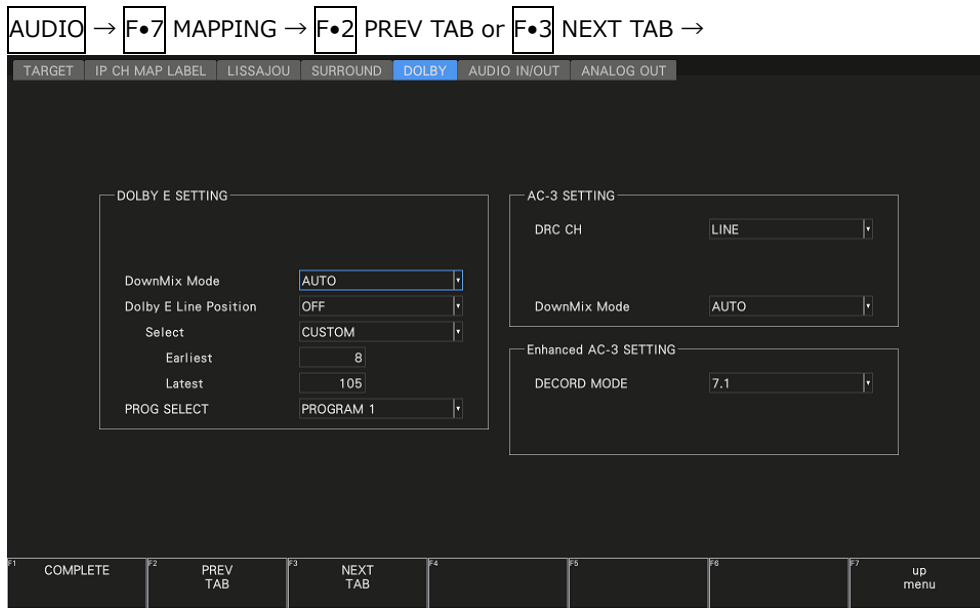 AUDIO → F•7 MAPPING → F•2 PREV TAB or F•3 NEXT TAB →
TARGET IP CH MAP LABEL LISSAJOU SURROUND DOLBY AUDIO IN/OUT ANALOG OUT
DOLBY E SETTING
DownMix Mode AUTO
Dolby E Line Position OFF
Select CUSTOM
Earliest 8
Latest 105
PROG SELECT PROGRAM 1
AC-3 SETTING
DRC CH LINE
DownMix Mode AUTO
Enhanced AC-3 SETTING
DECORD MODE 7.1
F1 COMPLETE
F2 PREV
TAB
F3 NEXT
TAB
F4
F5
F6
F7 up
menu